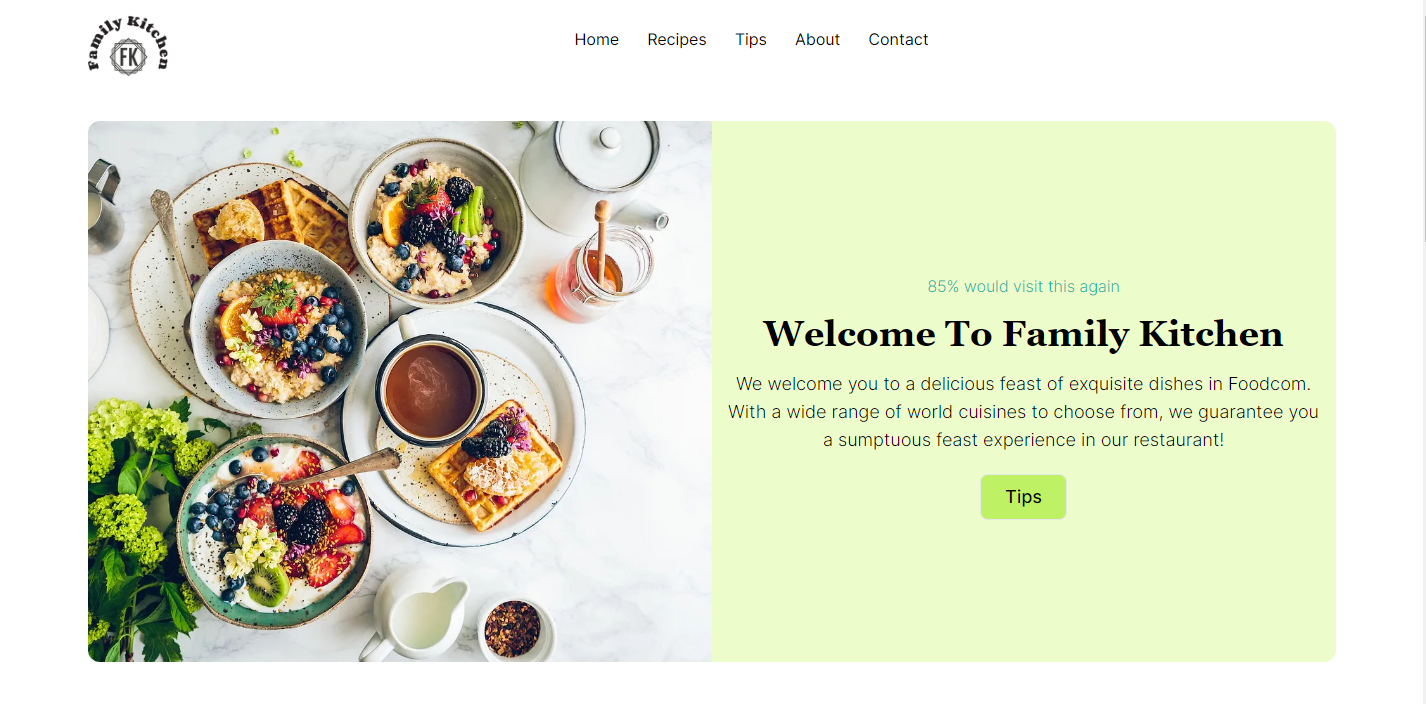 Family Kitchen
FK
Home Recipes Tips About Contact
85% would visit this again
Welcome To Family Kitchen
We welcome you to a delicious feast of exquisite dishes in Foodcom.
With a wide range of world cuisines to choose from, we guarantee you
a sumptuous feast experience in our restaurant!
Tips